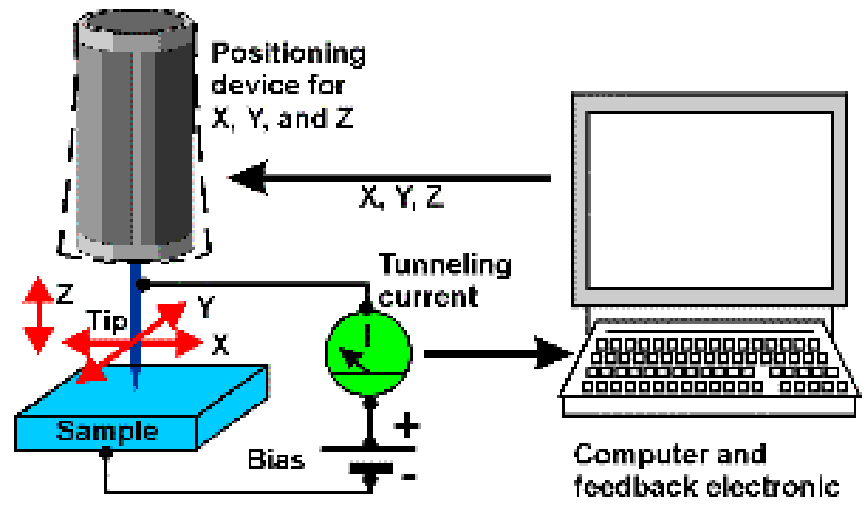 Positioning
device for
X, Y, and Z
X, Y, Z
Tunneling
current
Z
Tip
Y
X
I
Sample
Bias
+
-
Computer and
feedback electronic